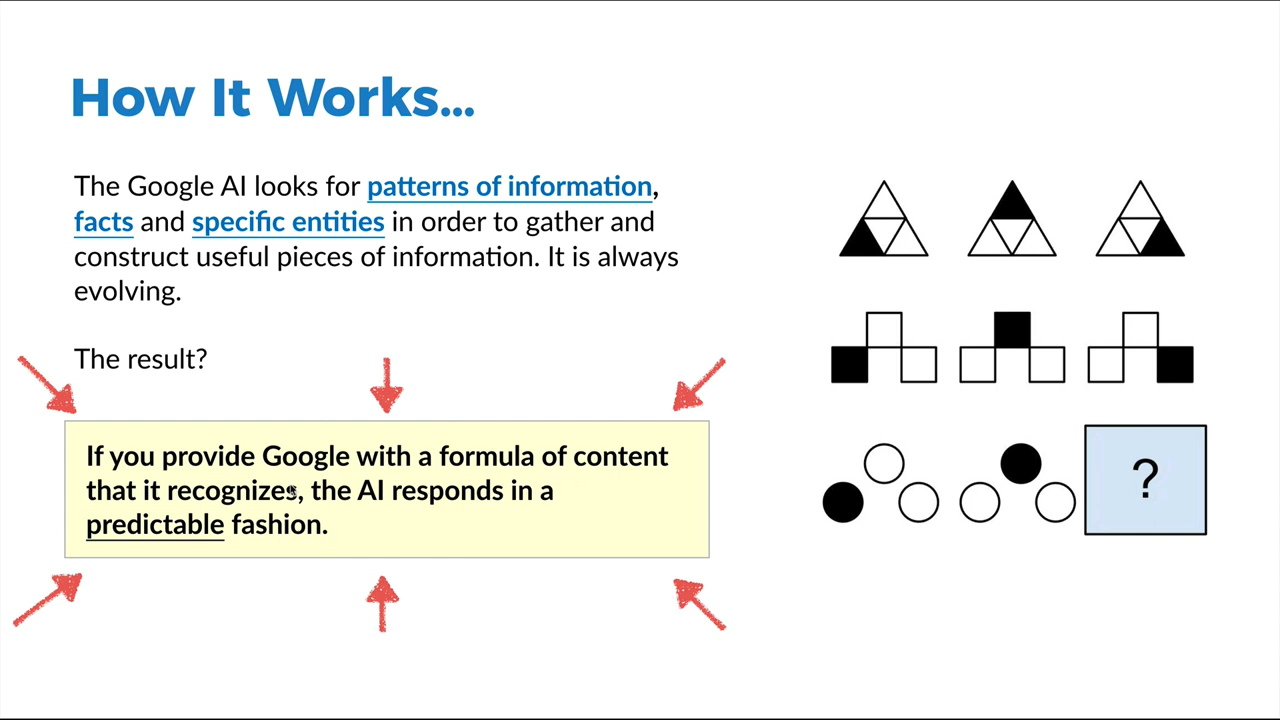 How It Works...
The Google AI looks for patterns of information,
facts and specific entities in order to gather and
construct useful pieces of information. It is always
evolving.
The result?
If you provide Google with a formula of content
that it recognizes, the AI responds in a
predictable fashion.
?